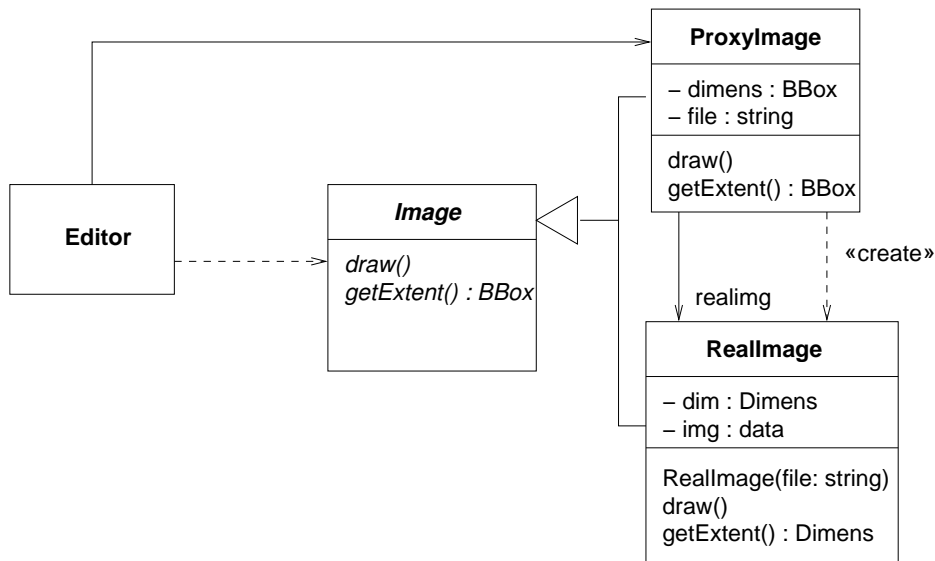 ProxyImage
– dimens : BBox
– file : string
draw()
getExtent() : BBox
Editor
Image
draw()
getExtent() : BBox
«create»
realimg
RealImage
– dim : Dimens
– img : data
RealImage(file: string)
draw()
getExtent() : Dimens